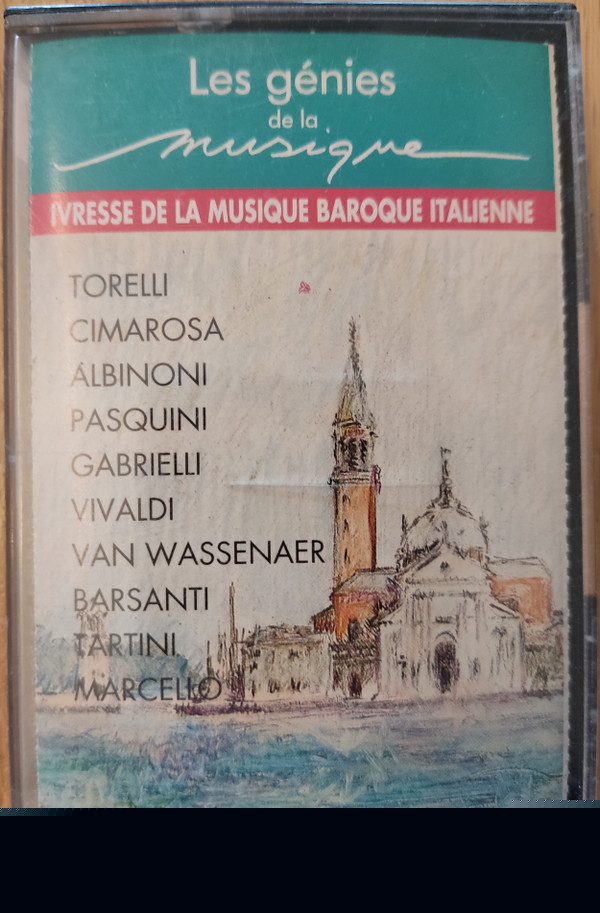 Les génies
de la
musique
IVRESSE DE LA MUSIQUE BAROQUE ITALIENNE
TORELLI
CIMAROSA
ALBINONI
PASQUINI
GABRIELLI
VIVALDI
VAN WASSENAER
BARSANTI
TARTINI
MARCELLO